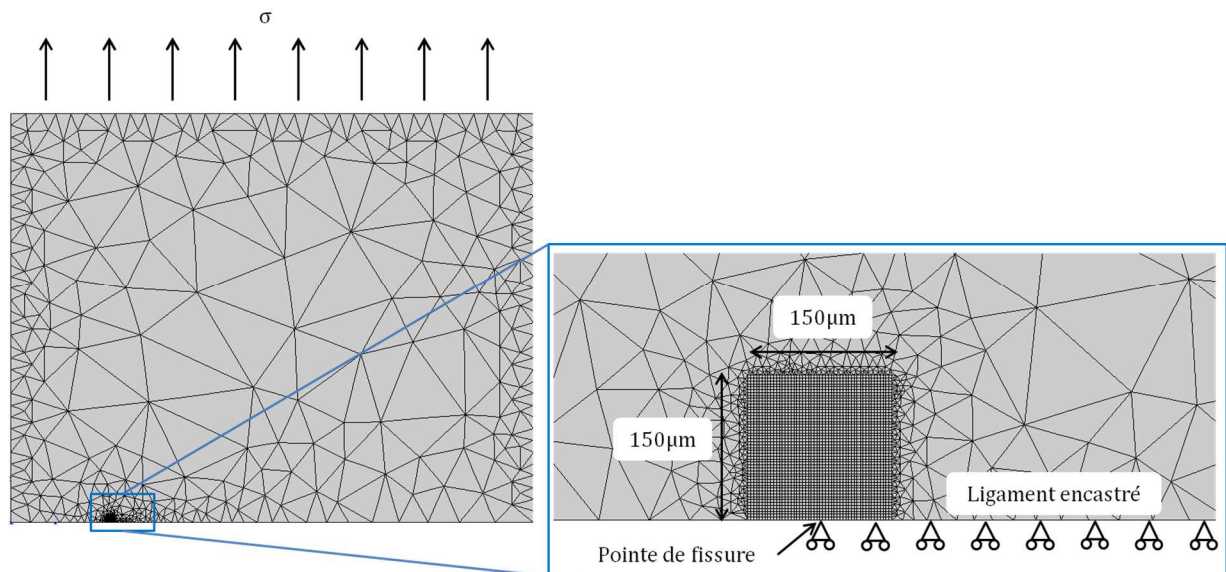 σ
150µm
150µm
Ligament encastré
Pointe de fissure